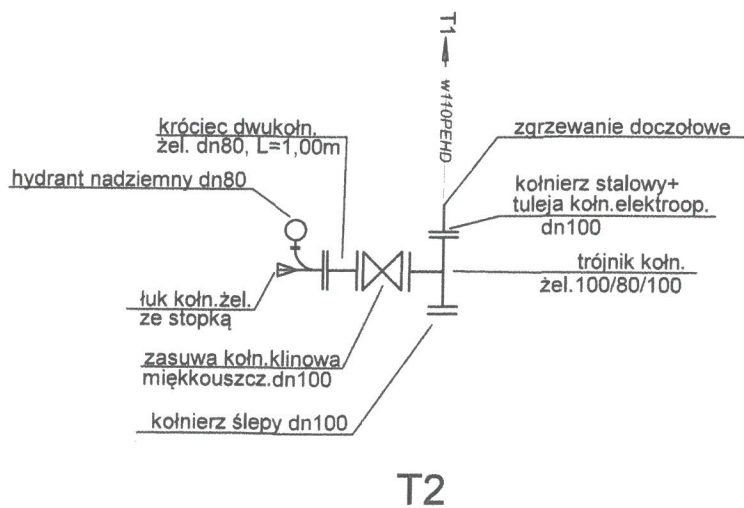 T1
w110PEHD
króciec dwukołn.
żel. dn80, L=1,00m
zgrzewanie doczołowe
hydrant nadziemny dn80
kołnierz stalowy+
tuleja kołn.elektroop.
dn100
trójnik kołn.
żel.100/80/100
łuk kołn.żel.
ze stopką
zasuwa kołn.klinowa
miękkouszcz.dn100
kołnierz ślepy dn100
T2